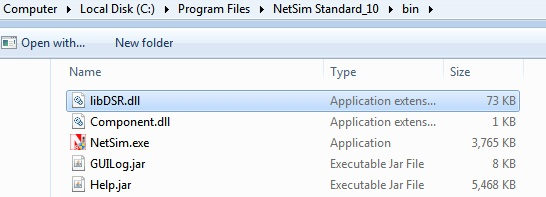 Computer ▸ Local Disk (C:) ▸ Program Files ▸ NetSim Standard_10 ▸ bin ▸
Open with... New folder
Name Type Size
libDSR.dll Application extens... 73 KB
Component.dll Application extens... 1 KB
NetSim.exe Application 3,765 KB
GUILog.jar Executable Jar File 8 KB
Help.jar Executable Jar File 5,468 KB